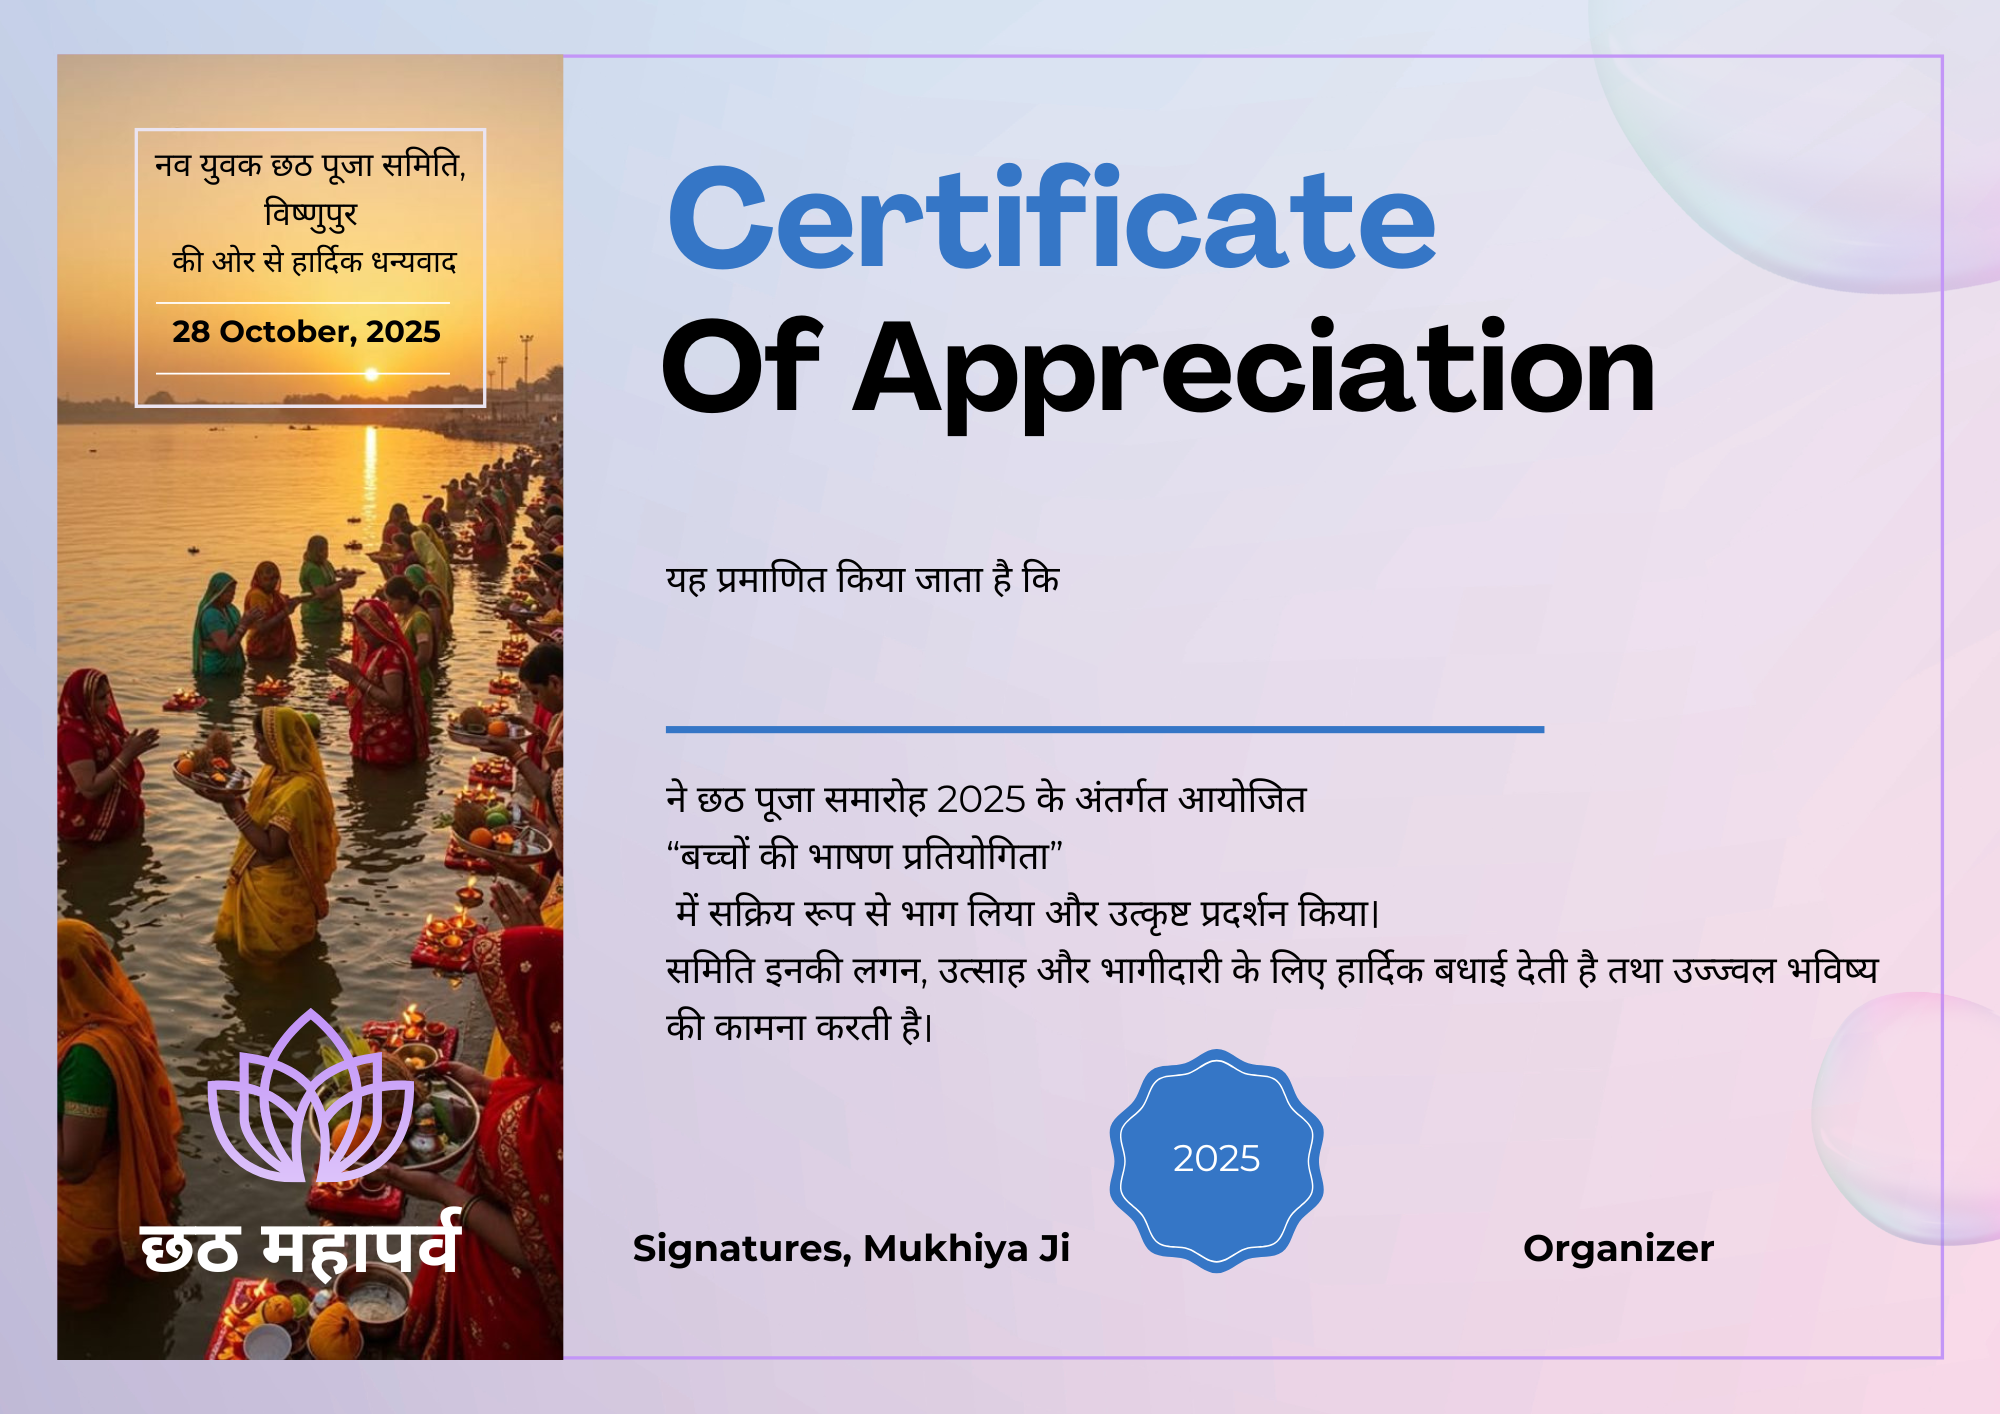 नव युवक छठ पूजा समिति,
विष्णुपुर
की ओर से हार्दिक धन्यवाद
28 October, 2025
छठ महापर्व
Certificate
Of Appreciation
यह प्रमाणित किया जाता है कि
ने छठ पूजा समारोह 2025 के अंतर्गत आयोजित
“बच्चों की भाषण प्रतियोगिता”
में सक्रिय रूप से भाग लिया और उत्कृष्ट प्रदर्शन किया।
समिति इनकी लगन, उत्साह और भागीदारी के लिए हार्दिक बधाई देती है तथा उज्ज्वल भविष्य
की कामना करती है।
2025
Signatures, Mukhiya Ji
Organizer